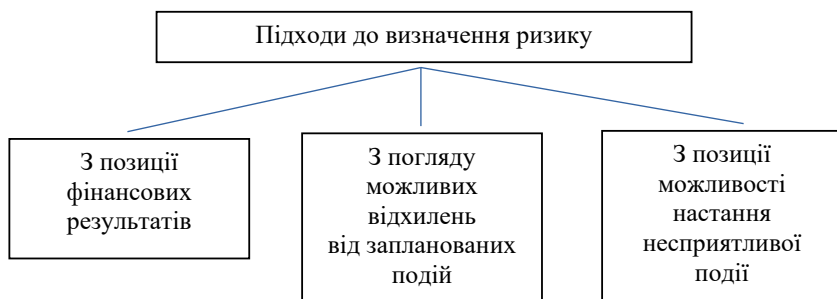 Підходи до визначення ризику
З позиції
фінансових
результатів
З погляду
можливих
відхилень
від запланованих
подій
З позиції
можливості
настання
несприятливої
події